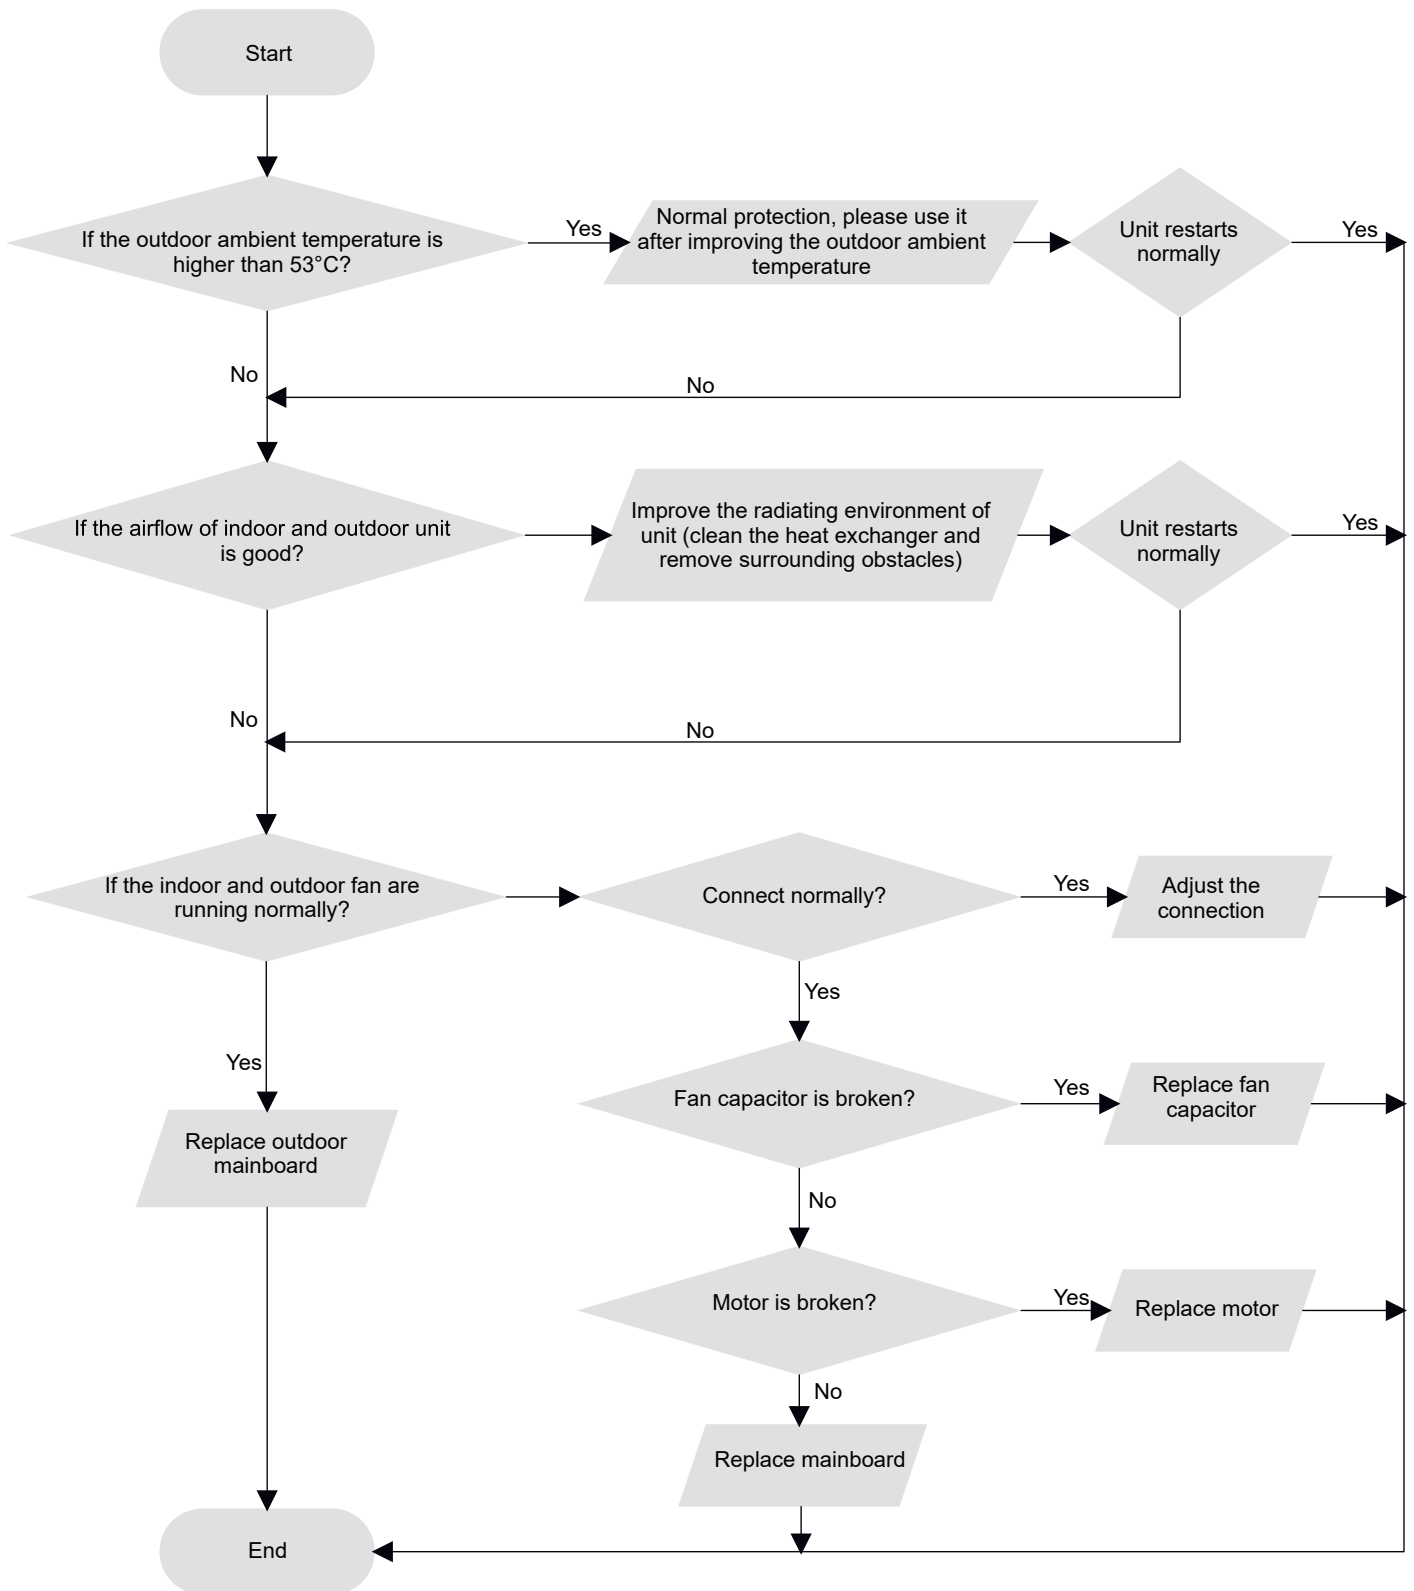 Start
If the outdoor ambient temperature is
higher than 53°C?
Yes
Normal protection, please use it
after improving the outdoor ambient
temperature
Unit restarts
normally
Yes
No
No
If the airflow of indoor and outdoor unit
is good?
Improve the radiating environment of
unit (clean the heat exchanger and
remove surrounding obstacles)
Unit restarts
normally
Yes
No
No
If the indoor and outdoor fan are
running normally?
Connect normally?
Yes
Adjust the
connection
Yes
Yes
Fan capacitor is broken?
Yes
Replace fan
capacitor
Replace outdoor
mainboard
No
Motor is broken?
Yes
Replace motor
No
Replace mainboard
End